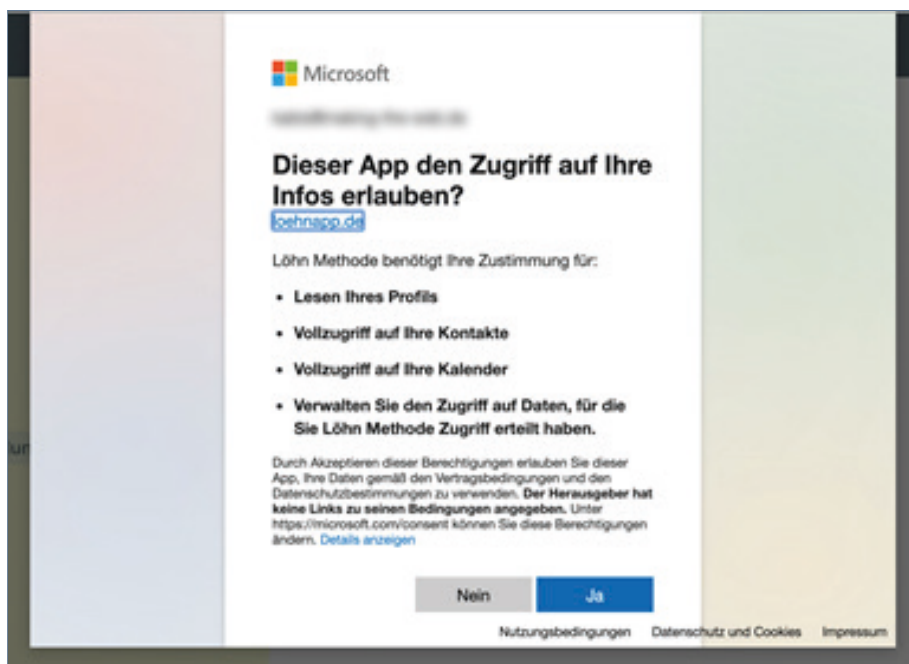 Microsoft
Dieser App den Zugriff auf Ihre
Infos erlauben?
loehnapp.de
Löhn Methode benötigt Ihre Zustimmung für:
• Lesen Ihres Profils
• Vollzugriff auf Ihre Kontakte
• Vollzugriff auf Ihre Kalender
• Verwalten Sie den Zugriff auf Daten, für die
Sie Löhn Methode Zugriff erteilt haben.
Durch Akzeptieren dieser Berechtigungen erlauben Sie dieser
App, Ihre Daten gemäß den Vertragsbedingungen und den
Datenschutzbestimmungen zu verwenden. Der Herausgeber hat
keine Links zu seinen Bedingungen angegeben. Unter
https://microsoft.com/consent können Sie diese Berechtigungen
ändern. Details anzeigen
Nein Ja
Nutzungsbedingungen Datenschutz und Cookies Impressum